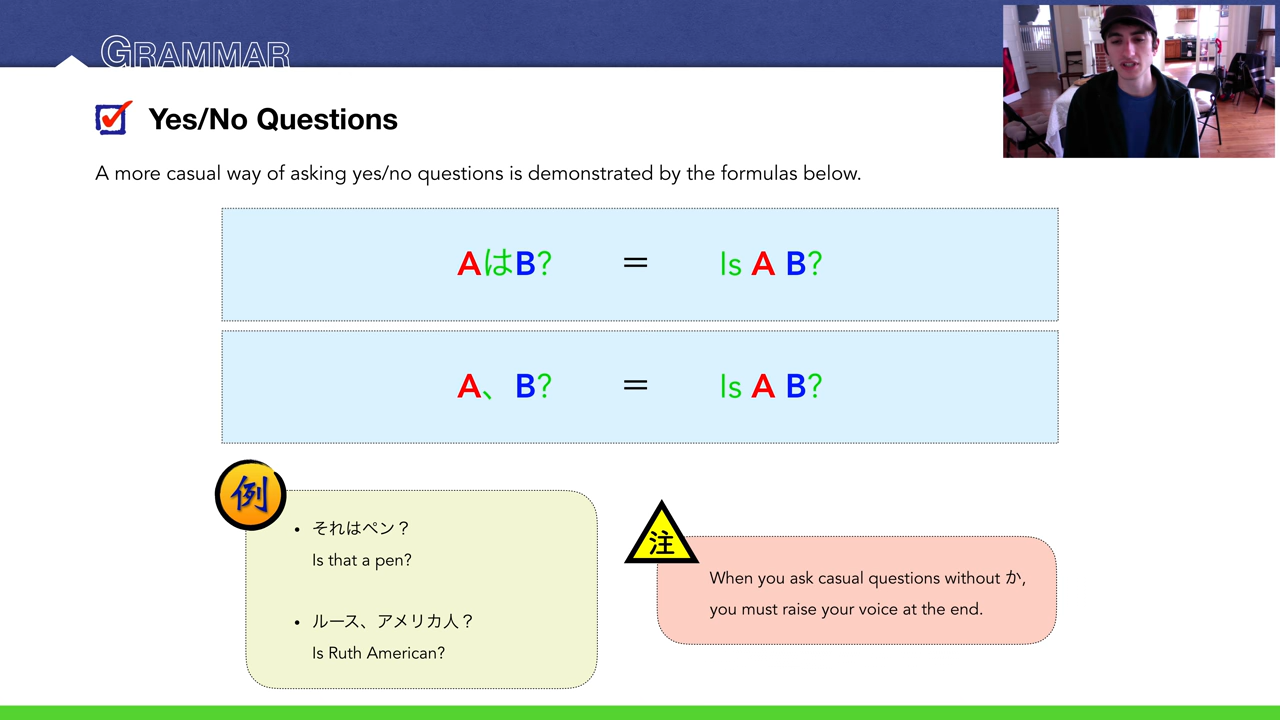 GRAMMAR
Yes/No Questions
A more casual way of asking yes/no questions is demonstrated by the formulas below.
AはB? = Is A B?
A、B? = Is A B?
例
• それはペン？
Is that a pen?
• ルース、アメリカ人？
Is Ruth American?
注
When you ask casual questions without か,
you must raise your voice at the end.